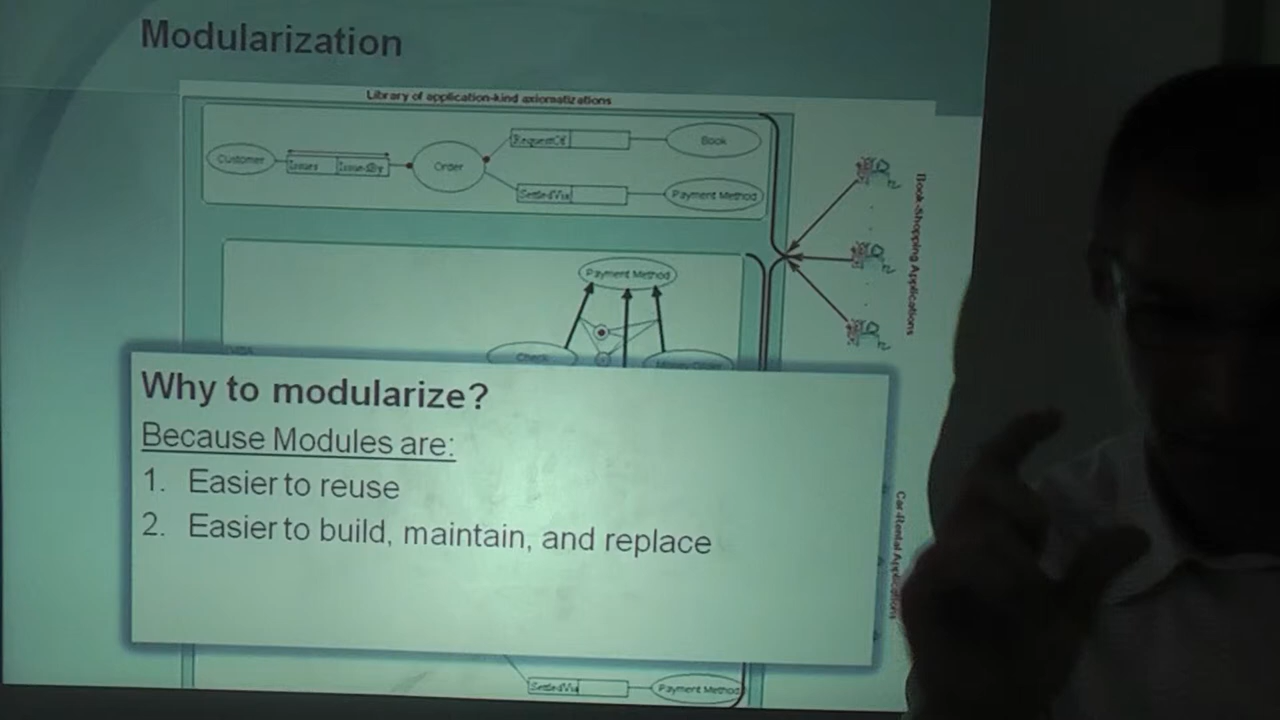 Modularization
Library of application-kind axiomatizations
Customer
Issues
IssuedBy
Order
RequestOf
Book
SettledVia
Payment Method
Book-Shopping Applications
Payment Method
Check
Money Order
Why to modularize?
Because Modules are:
1. Easier to reuse
2. Easier to build, maintain, and replace
Car-Rental Applications
SettledVia
Payment Method